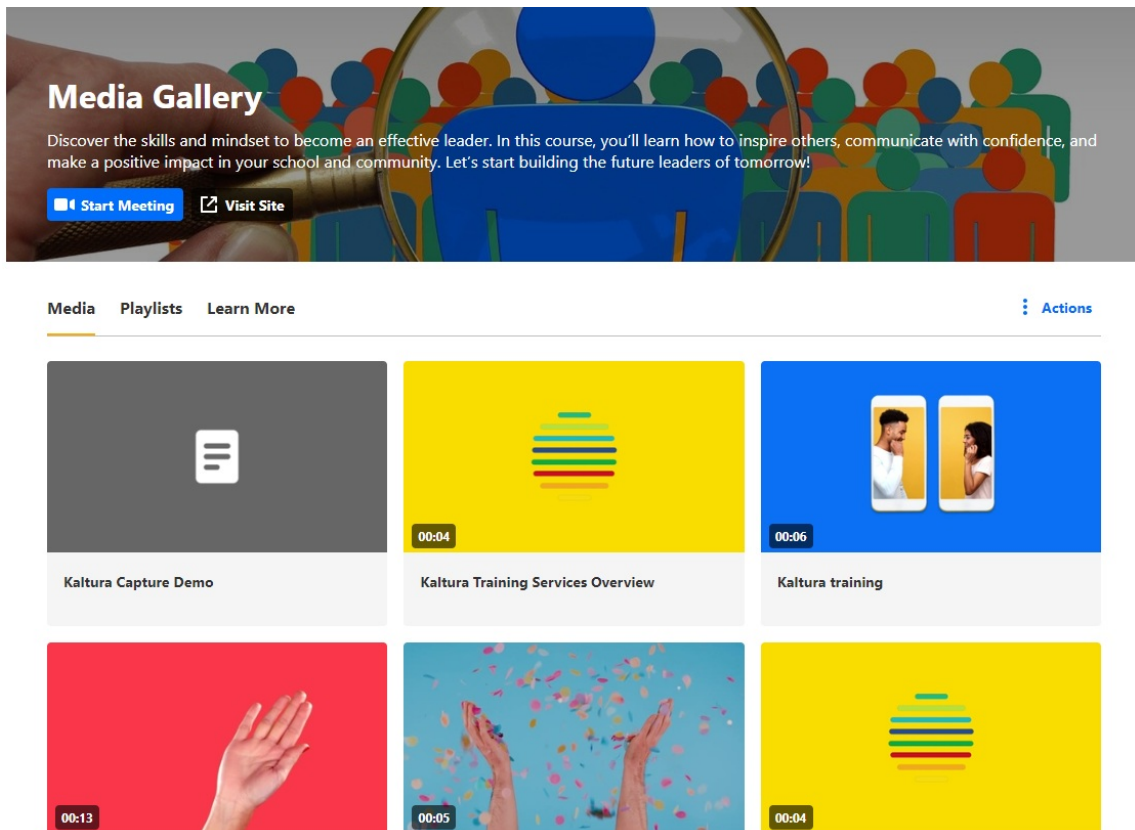 Media Gallery
Discover the skills and mindset to become an effective leader. In this course, you'll learn how to inspire others, communicate with confidence, and
make a positive impact in your school and community. Let's start building the future leaders of tomorrow!
Start Meeting Visit Site
Media Playlists Learn More Actions
00:04 00:06
Kaltura Capture Demo Kaltura Training Services Overview Kaltura training
00:13 00:05 00:04